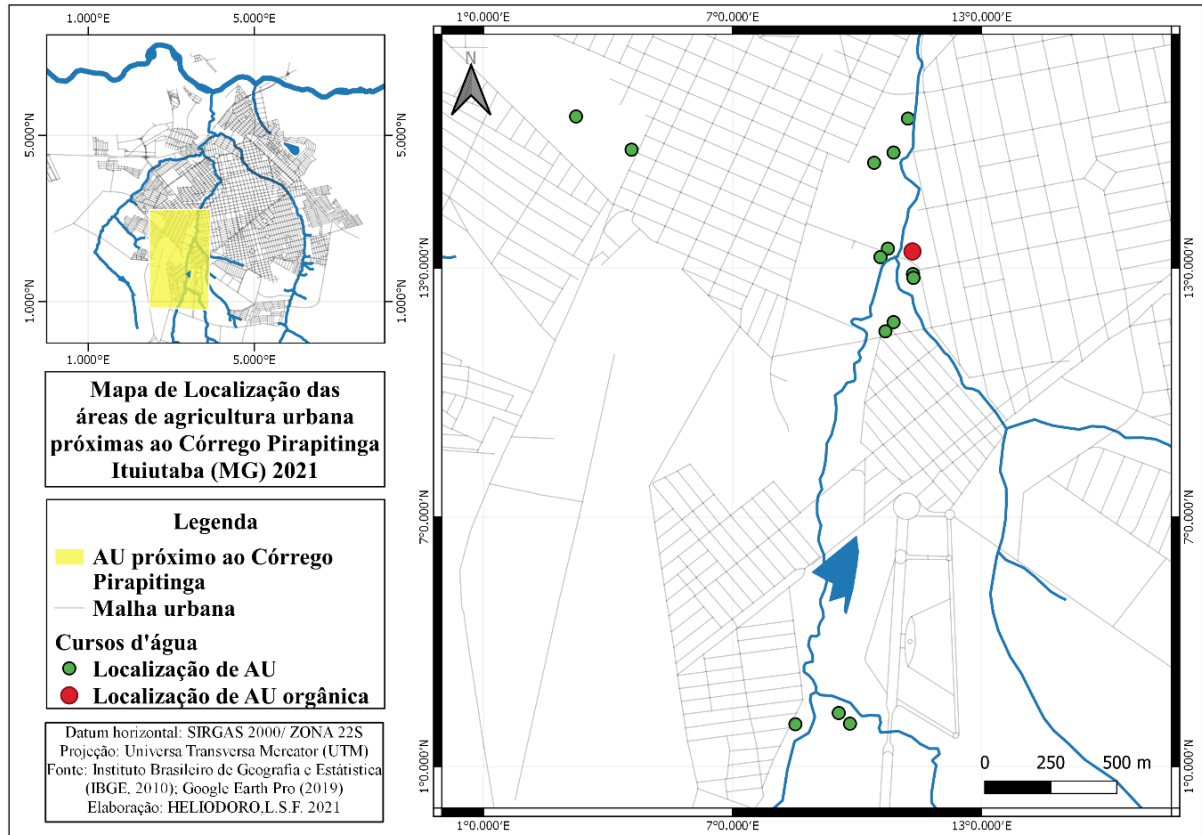 1.000°E 5.000°E
5.000°N 5.000°N
1.000°N 1.000°N
1.000°E 5.000°E
Mapa de Localização das
áreas de agricultura urbana
próximas ao Córrego Pirapitinga
Ituiutaba (MG) 2021
Legenda
AU próximo ao Córrego
Pirapitinga
Malha urbana
Cursos d'água
Localização de AU
Localização de AU orgânica
Datum horizontal: SIRGAS 2000/ ZONA 22S
Projeção: Universa Transversa Mercator (UTM)
Fonte: Instituto Brasileiro de Geografia e Estátistica
(IBGE, 2010); Google Earth Pro (2019)
Elaboração: HELIODORO,L.S.F. 2021
1°0.000'E 7°0.000'E 13°0.000'E
N
13°0.000'N 13°0.000'N
7°0.000'N 7°0.000'N
1°0.000'N 1°0.000'N
0 250 500 m
1°0.000'E 7°0.000'E 13°0.000'E